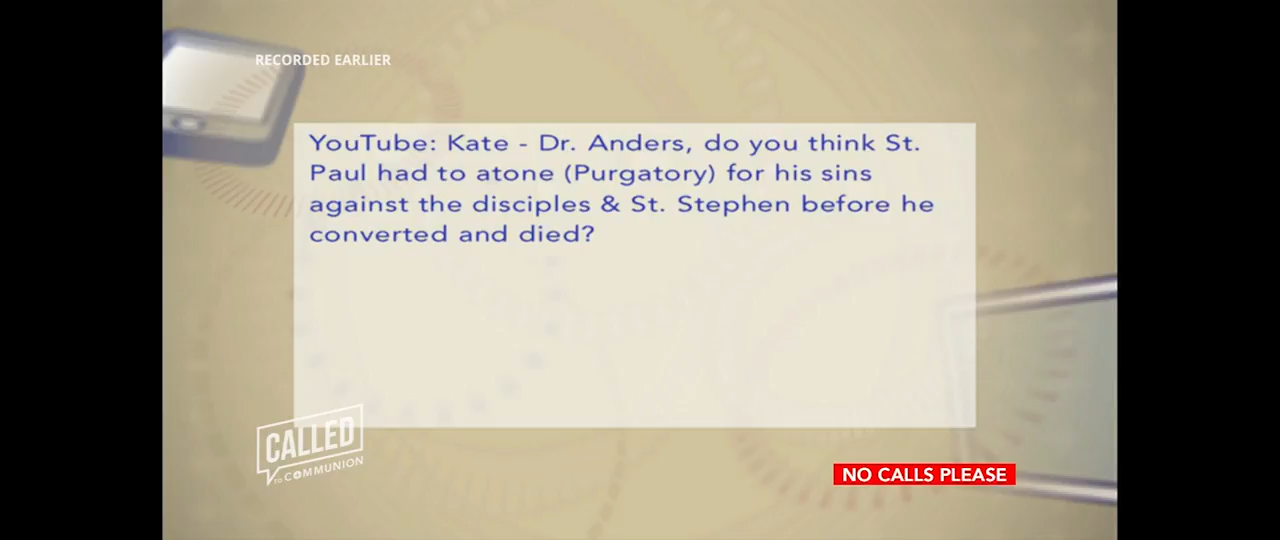 RECORDED EARLIER
YouTube: Kate - Dr. Anders, do you think St.
Paul had to atone (Purgatory) for his sins
against the disciples & St. Stephen before he
converted and died?
CALLED
TO COMMUNION
NO CALLS PLEASE